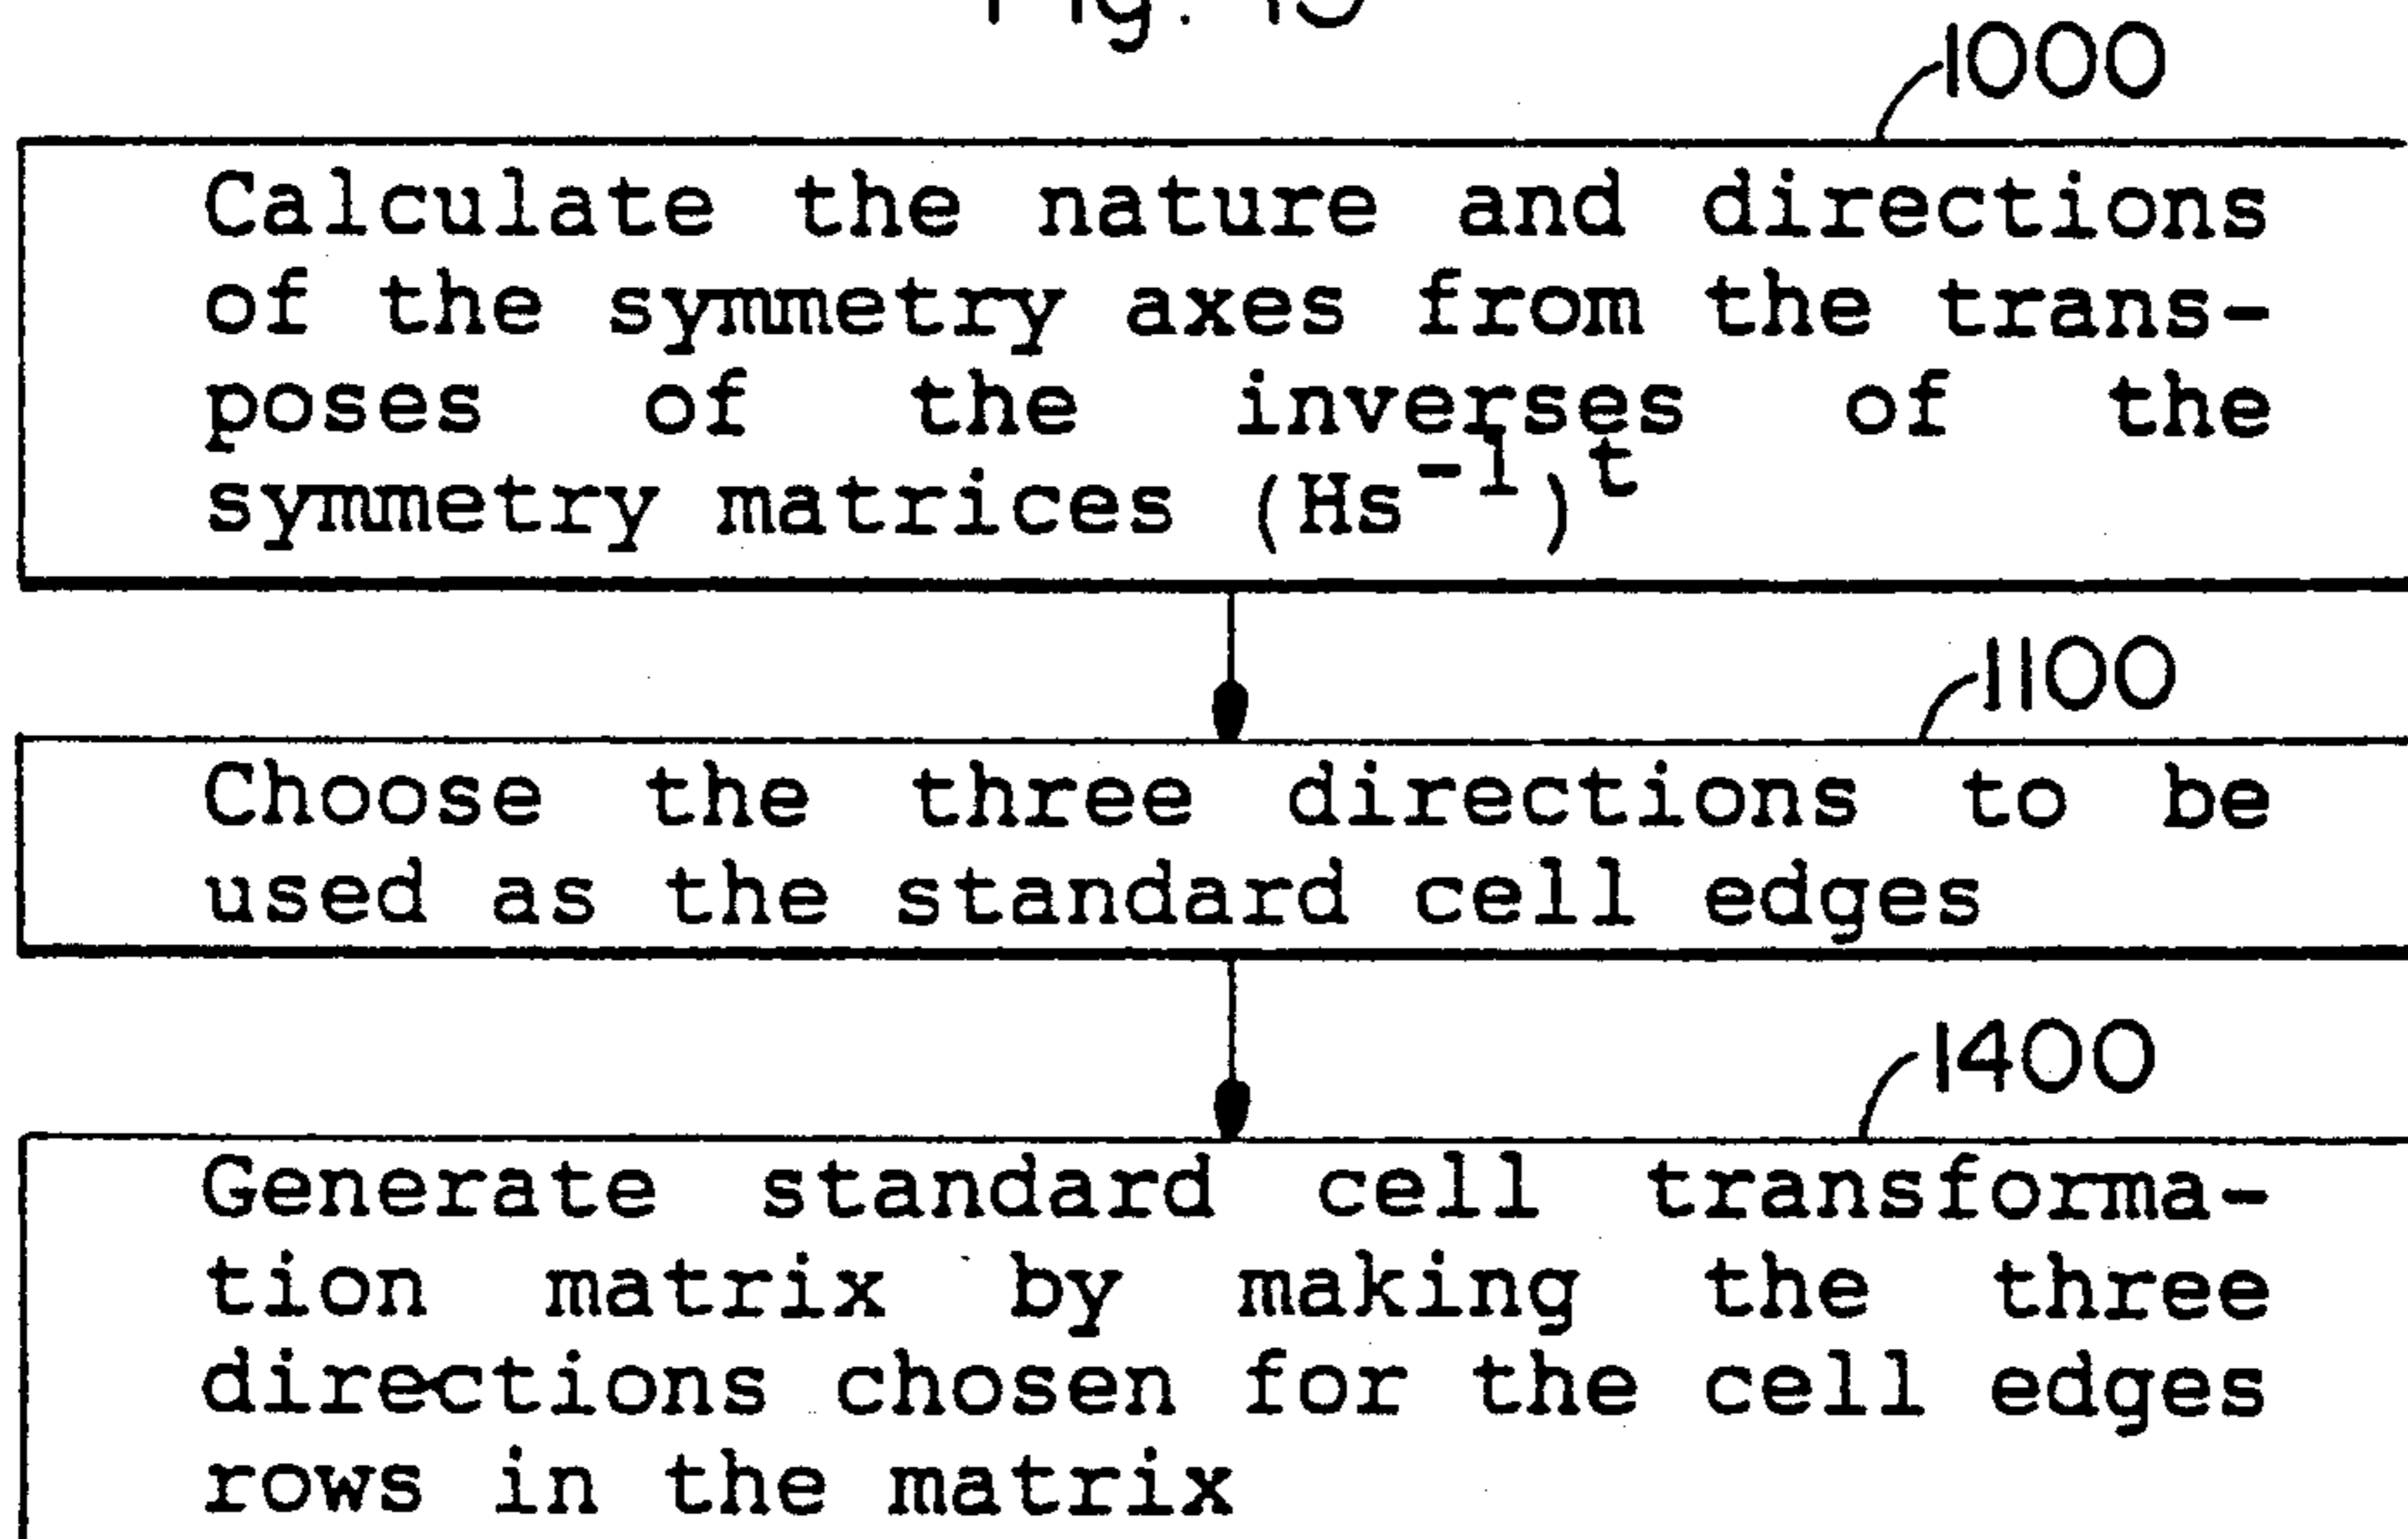 Fig.
1000
Calculate the nature and directions
of the symmetry axes from the trans-
poses of the inverses of the
symmetry matrices (Hs⁻¹)ᵗ
1100
Choose the three directions to be
used as the standard cell edges
1400
Generate standard cell transforma-
tion matrix by making the three
directions chosen for the cell edges
rows in the matrix